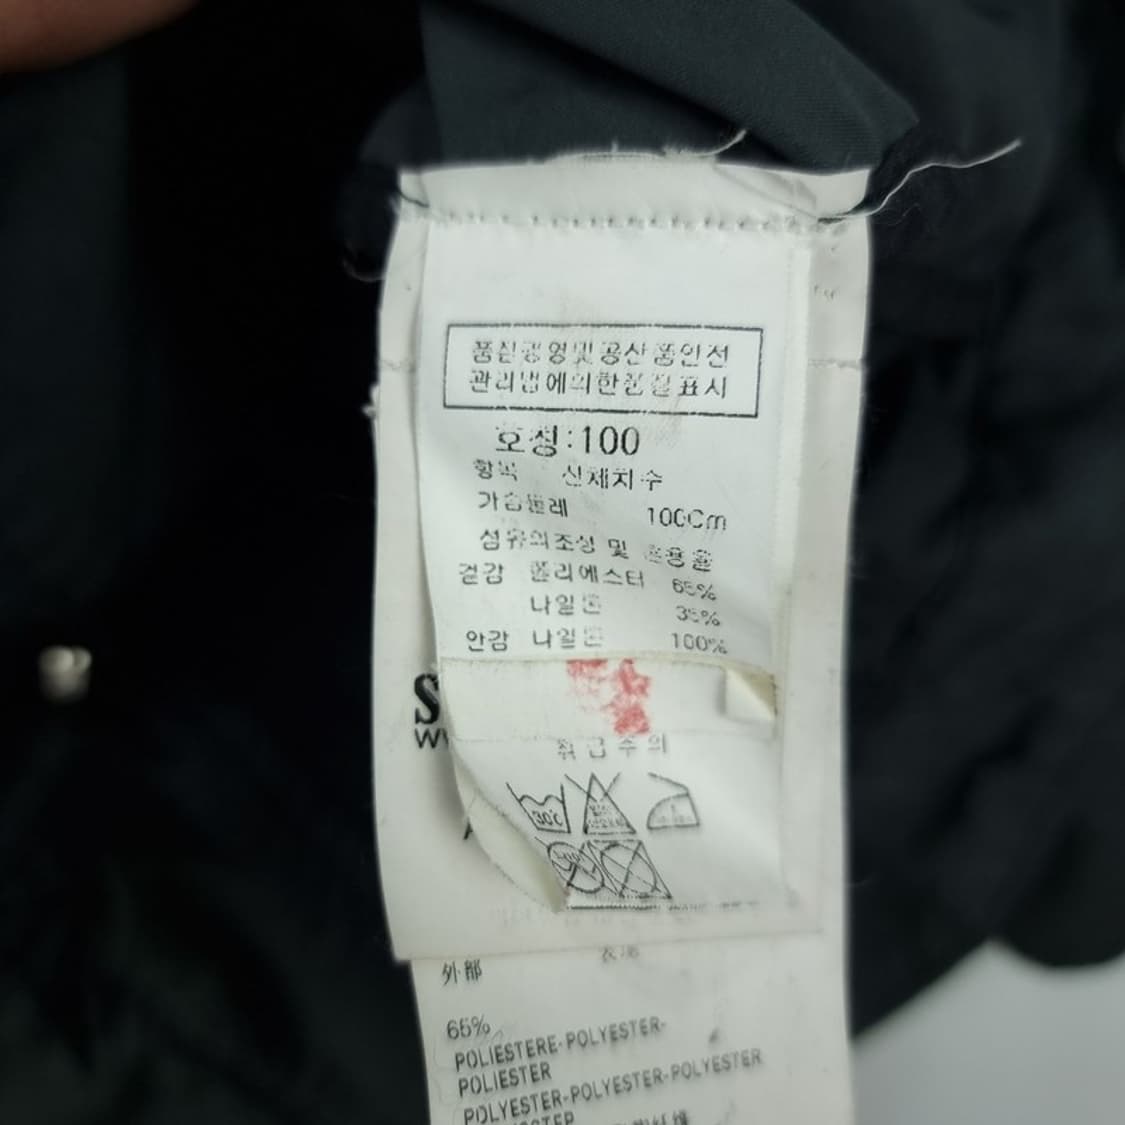 품질경영및공산품안전
관리법에의한품질표시
호칭:100
항목 신체치수
가슴둘레 100Cm
섬유의조성 및 혼용율
겉감 폴리에스터 65%
나일론 35%
안감 나일론 100%
S
W
취급주의
30℃
外部
65%
POLIESTERE-POLYESTER-
POLIESTER
POLYESTER-POLYESTER-POLYESTER